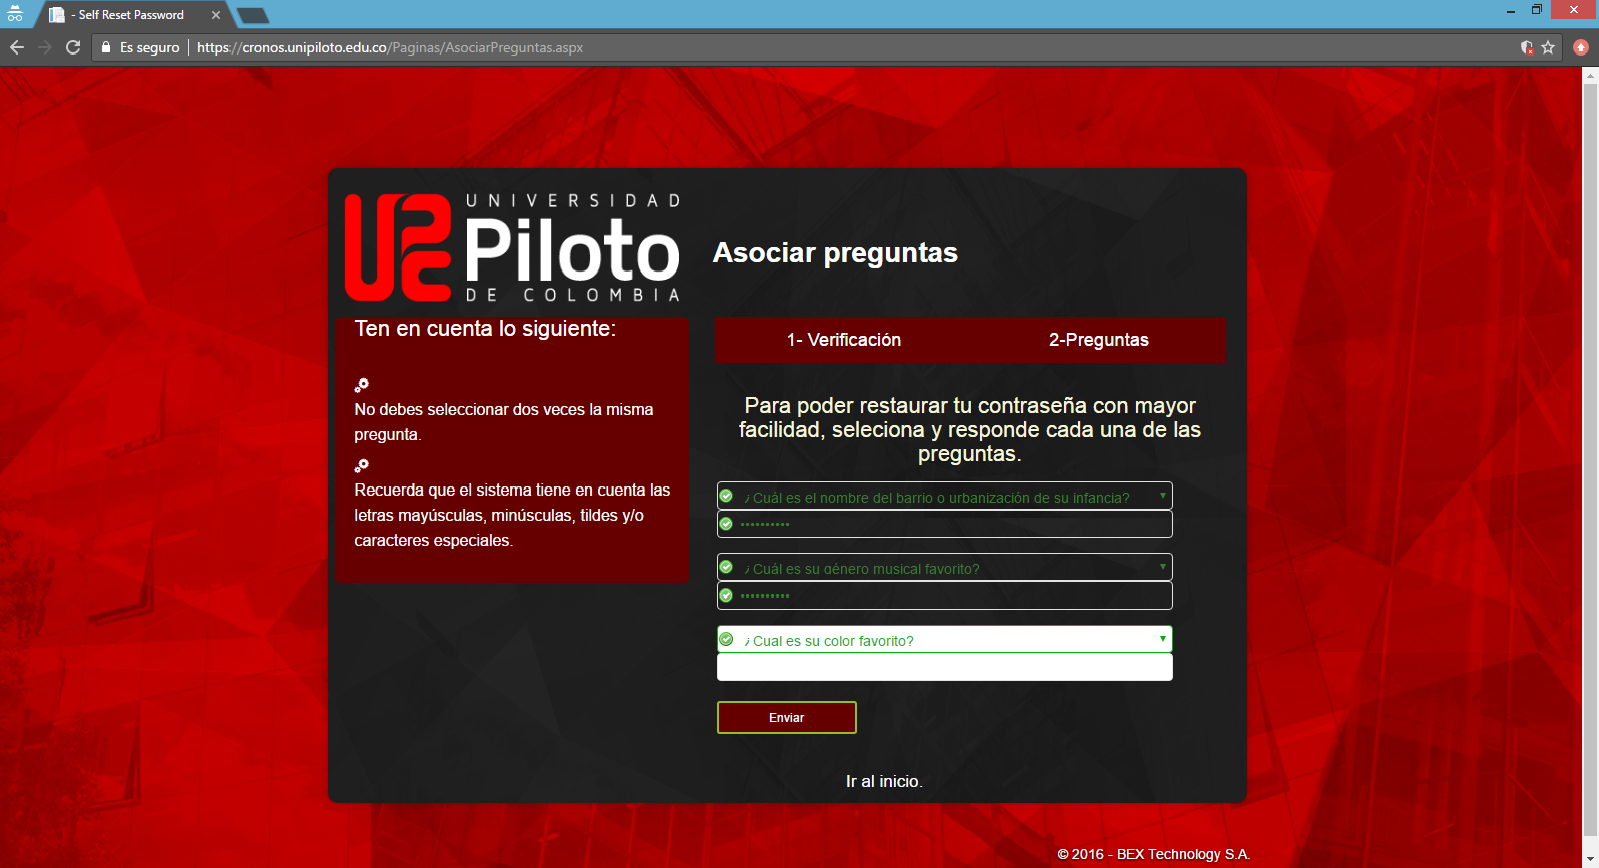 - Self Reset Password
Es seguro
https://cronos.unipiloto.edu.co/Paginas/AsociarPreguntas.aspx
UNIVERSIDAD
Piloto
DE COLOMBIA
Asociar preguntas
Ten en cuenta lo siguiente:
No debes seleccionar dos veces la misma
pregunta.
Recuerda que el sistema tiene en cuenta las
letras mayúsculas, minúsculas, tildes y/o
caracteres especiales.
1- Verificación
2-Preguntas
Para poder restaurar tu contraseña con mayor
facilidad, seleciona y responde cada una de las
preguntas.
¿Cuál es el nombre del barrio o urbanización de su infancia?
••••••••••
¿Cuál es su género musical favorito?
••••••••••
¿Cual es su color favorito?
Enviar
Ir al inicio.
© 2016 - BEX Technology S.A.